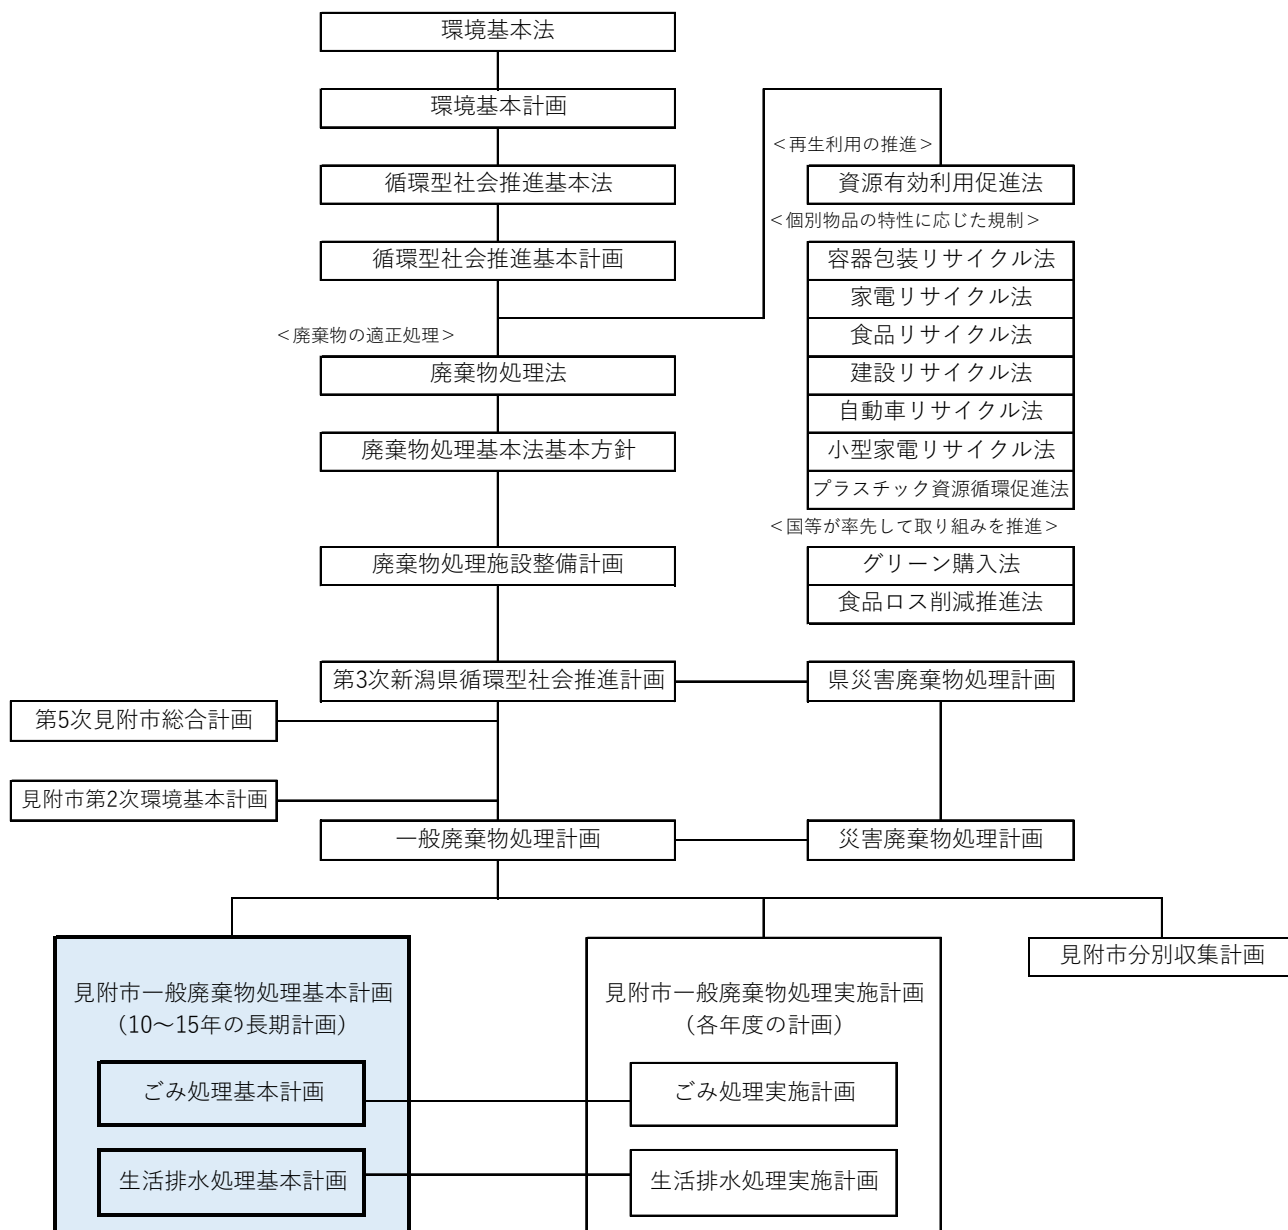 環境基本法
環境基本計画
循環型社会推進基本法
循環型社会推進基本計画
＜廃棄物の適正処理＞
廃棄物処理法
廃棄物処理基本法基本方針
廃棄物処理施設整備計画
＜再生利用の推進＞
資源有効利用促進法
＜個別物品の特性に応じた規制＞
容器包装リサイクル法
家電リサイクル法
食品リサイクル法
建設リサイクル法
自動車リサイクル法
小型家電リサイクル法
プラスチック資源循環促進法
＜国等が率先して取り組みを推進＞
グリーン購入法
食品ロス削減推進法
第3次新潟県循環型社会推進計画
県災害廃棄物処理計画
第5次見附市総合計画
見附市第2次環境基本計画
一般廃棄物処理計画
災害廃棄物処理計画
見附市一般廃棄物処理基本計画
（10～15年の長期計画）
ごみ処理基本計画
生活排水処理基本計画
見附市一般廃棄物処理実施計画
（各年度の計画）
ごみ処理実施計画
生活排水処理実施計画
見附市分別収集計画